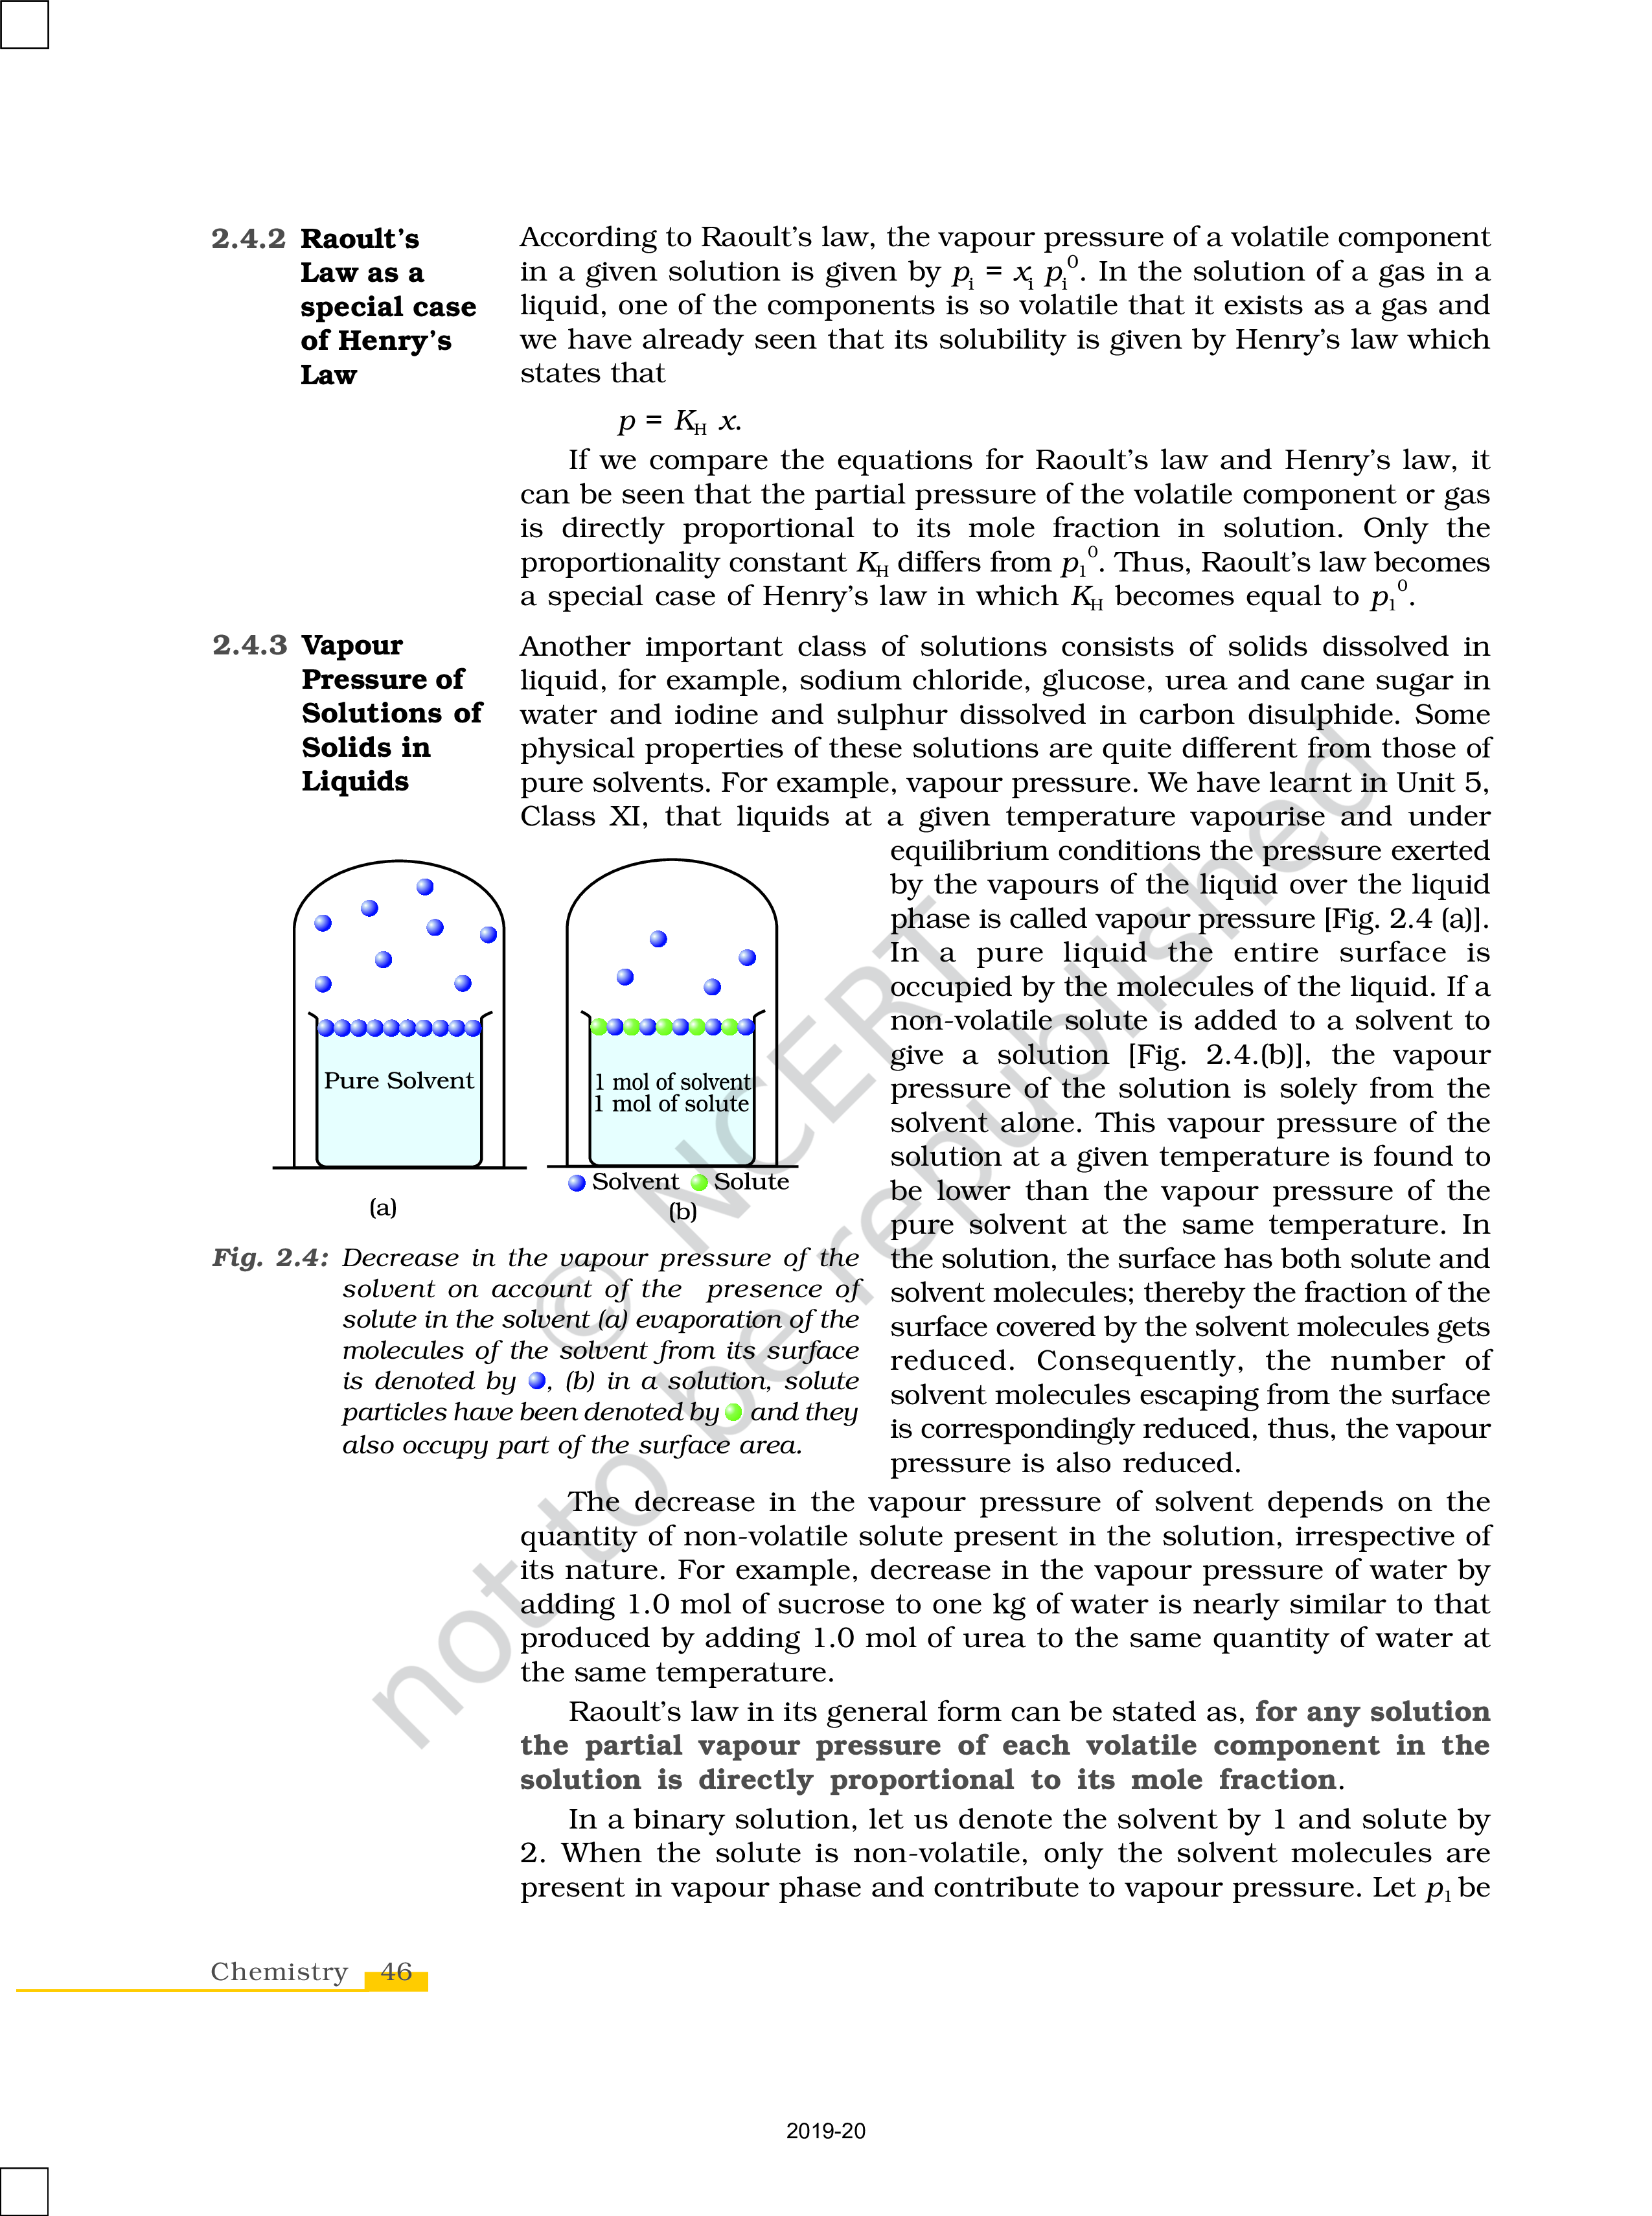 2.4.2 Raoult's
Law as a
special case
of Henry's
Law
According to Raoult's law, the vapour pressure of a volatile component
in a given solution is given by pᵢ = xᵢ pᵢ⁰. In the solution of a gas in a
liquid, one of the components is so volatile that it exists as a gas and
we have already seen that its solubility is given by Henry's law which
states that
p = K_H x.
If we compare the equations for Raoult's law and Henry's law, it
can be seen that the partial pressure of the volatile component or gas
is directly proportional to its mole fraction in solution. Only the
proportionality constant K_H differs from p₁⁰. Thus, Raoult's law becomes
a special case of Henry's law in which K_H becomes equal to p₁⁰.
2.4.3 Vapour
Pressure of
Solutions of
Solids in
Liquids
Another important class of solutions consists of solids dissolved in
liquid, for example, sodium chloride, glucose, urea and cane sugar in
water and iodine and sulphur dissolved in carbon disulphide. Some
physical properties of these solutions are quite different from those of
pure solvents. For example, vapour pressure. We have learnt in Unit 5,
Class XI, that liquids at a given temperature vapourise and under
equilibrium conditions the pressure exerted
by the vapours of the liquid over the liquid
phase is called vapour pressure [Fig. 2.4 (a)].
In a pure liquid the entire surface is
occupied by the molecules of the liquid. If a
non-volatile solute is added to a solvent to
give a solution [Fig. 2.4.(b)], the vapour
pressure of the solution is solely from the
solvent alone. This vapour pressure of the
solution at a given temperature is found to
be lower than the vapour pressure of the
pure solvent at the same temperature. In
the solution, the surface has both solute and
solvent molecules; thereby the fraction of the
surface covered by the solvent molecules gets
reduced. Consequently, the number of
solvent molecules escaping from the surface
is correspondingly reduced, thus, the vapour
pressure is also reduced.
Pure Solvent
1 mol of solvent
1 mol of solute
Solvent Solute
(a)
(b)
Fig. 2.4: Decrease in the vapour pressure of the
solvent on account of the presence of
solute in the solvent (a) evaporation of the
molecules of the solvent from its surface
is denoted by , (b) in a solution, solute
particles have been denoted by and they
also occupy part of the surface area.
The decrease in the vapour pressure of solvent depends on the
quantity of non-volatile solute present in the solution, irrespective of
its nature. For example, decrease in the vapour pressure of water by
adding 1.0 mol of sucrose to one kg of water is nearly similar to that
produced by adding 1.0 mol of urea to the same quantity of water at
the same temperature.
Raoult's law in its general form can be stated as, for any solution
the partial vapour pressure of each volatile component in the
solution is directly proportional to its mole fraction.
In a binary solution, let us denote the solvent by 1 and solute by
2. When the solute is non-volatile, only the solvent molecules are
present in vapour phase and contribute to vapour pressure. Let p₁ be
Chemistry 46
2019-20
© NCERT
not to be republished